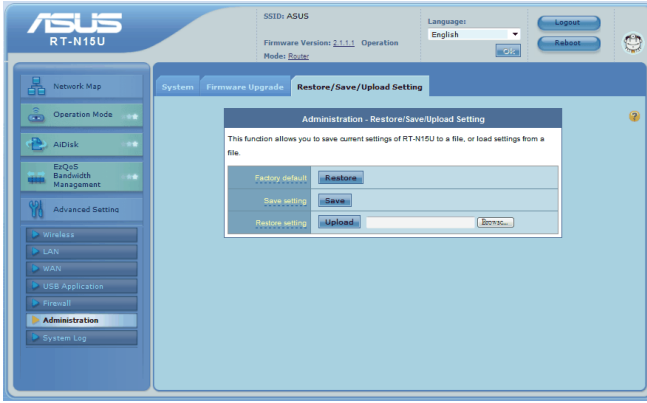 ASUS
RT-N15U
SSID: ASUS
Firmware Version: 2.1.1.1 Operation
Mode: Router
Language:
English
OK
Logout
Reboot
Network Map
Operation Mode
AiDisk
EzQoS
Bandwidth
Management
Advanced Setting
Wireless
LAN
WAN
USB Application
Firewall
Administration
System Log
System
Firmware Upgrade
Restore/Save/Upload Setting
Administration - Restore/Save/Upload Setting
This function allows you to save current settings of RT-N15U to a file, or load settings from a
file.
Factory default
Restore
Save setting
Save
Restore setting
Upload
Browse...
?